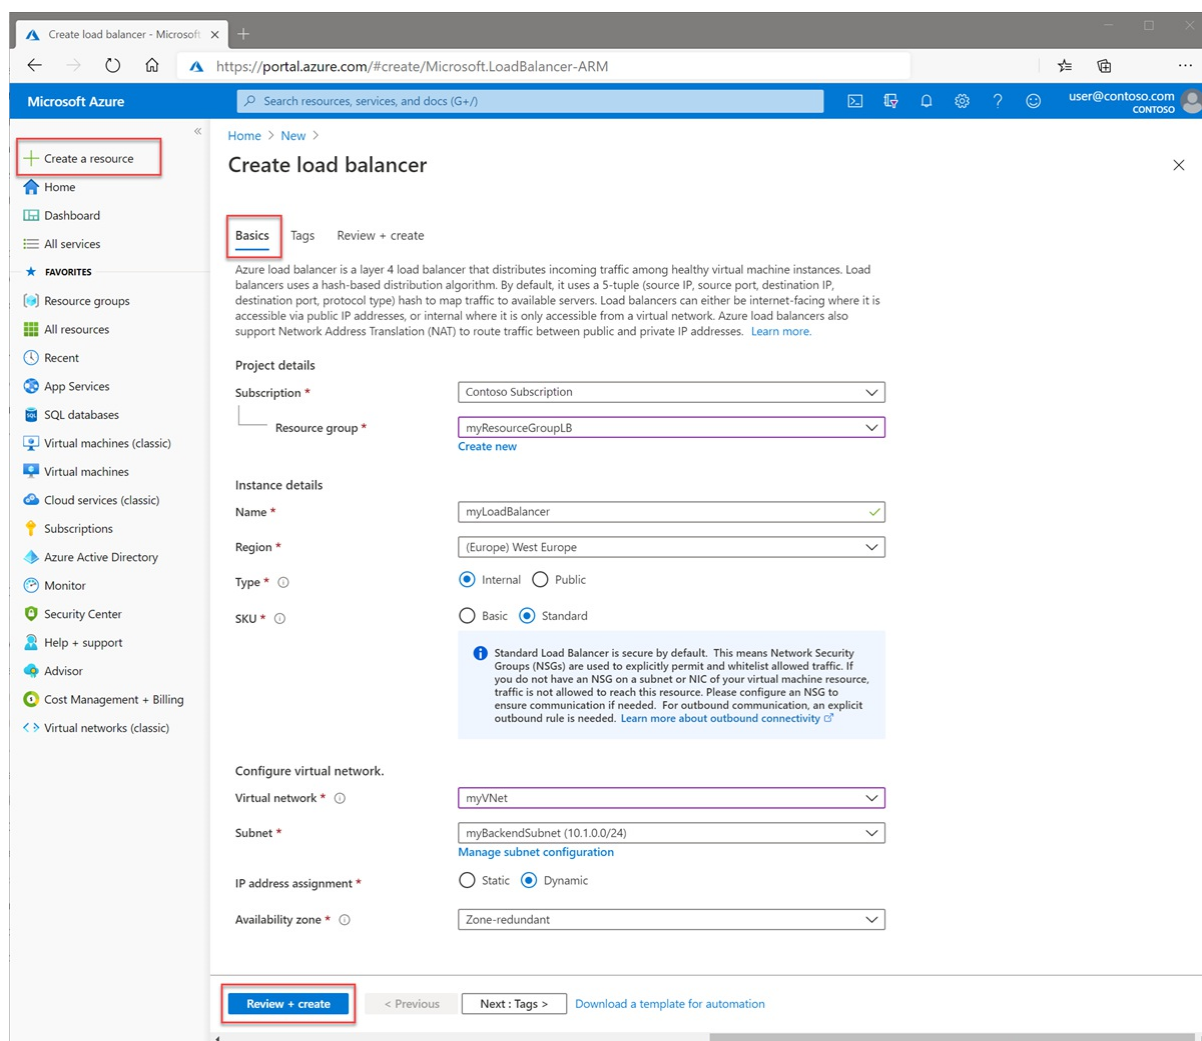 Create load balancer - Microsoft
https://portal.azure.com/#create/Microsoft.LoadBalancer-ARM
Microsoft Azure
Search resources, services, and docs (G+/)
user@contoso.com
CONTOSO
Create a resource
Home
Dashboard
All services
FAVORITES
Resource groups
All resources
Recent
App Services
SQL databases
Virtual machines (classic)
Virtual machines
Cloud services (classic)
Subscriptions
Azure Active Directory
Monitor
Security Center
Help + support
Advisor
Cost Management + Billing
Virtual networks (classic)
Home > New >
Create load balancer
Basics Tags Review + create
Azure load balancer is a layer 4 load balancer that distributes incoming traffic among healthy virtual machine instances. Load
balancers uses a hash-based distribution algorithm. By default, it uses a 5-tuple (source IP, source port, destination IP,
destination port, protocol type) hash to map traffic to available servers. Load balancers can either be internet-facing where it is
accessible via public IP addresses, or internal where it is only accessible from a virtual network. Azure load balancers also
support Network Address Translation (NAT) to route traffic between public and private IP addresses. Learn more.
Project details
Subscription * Contoso Subscription
Resource group * myResourceGroupLB
Create new
Instance details
Name * myLoadBalancer
Region * (Europe) West Europe
Type * Internal Public
SKU * Basic Standard
Standard Load Balancer is secure by default. This means Network Security
Groups (NSGs) are used to explicitly permit and whitelist allowed traffic. If
you do not have an NSG on a subnet or NIC of your virtual machine resource,
traffic is not allowed to reach this resource. Please configure an NSG to
ensure communication if needed. For outbound communication, an explicit
outbound rule is needed. Learn more about outbound connectivity
Configure virtual network.
Virtual network * myVNet
Subnet * myBackendSubnet (10.1.0.0/24)
Manage subnet configuration
IP address assignment * Static Dynamic
Availability zone * Zone-redundant
Review + create < Previous Next : Tags > Download a template for automation